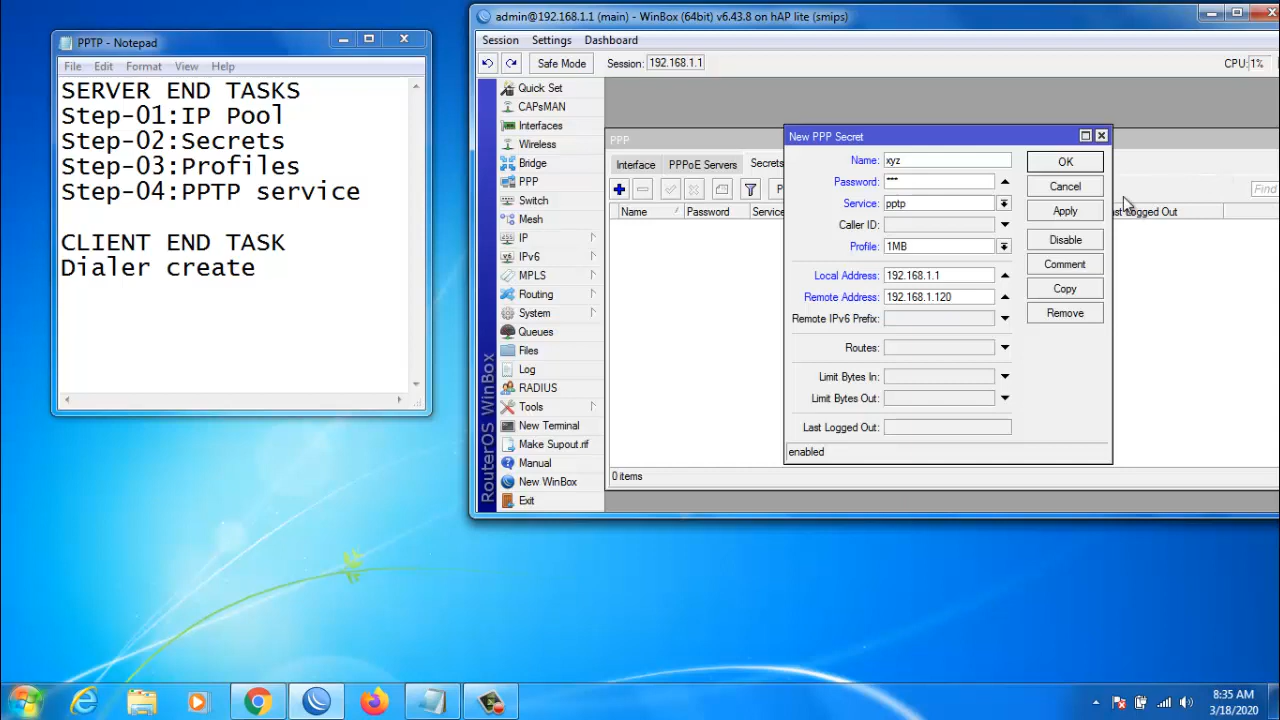 PPTP - Notepad
File Edit Format View Help
SERVER END TASKS
Step-01:IP Pool
Step-02:Secrets
Step-03:Profiles
Step-04:PPTP service
CLIENT END TASK
Dialer create
admin@192.168.1.1 (main) - WinBox (64bit) v6.43.8 on hAP lite (smips)
Session Settings Dashboard
Safe Mode Session: 192.168.1.1 CPU: 1%
Quick Set
CAPsMAN
Interfaces
Wireless
Bridge
PPP
Switch
Mesh
IP
IPv6
MPLS
Routing
System
Queues
Files
Log
RADIUS
Tools
New Terminal
Make Supout.rif
Manual
New WinBox
Exit
RouterOS WinBox
PPP
Interface PPPoE Servers Secrets
Find
Name Password Service Last Logged Out
0 items
New PPP Secret
Name: xyz
Password: ***
Service: pptp
Caller ID:
Profile: 1MB
Local Address: 192.168.1.1
Remote Address: 192.168.1.120
Remote IPv6 Prefix:
Routes:
Limit Bytes In:
Limit Bytes Out:
Last Logged Out:
enabled
OK
Cancel
Apply
Disable
Comment
Copy
Remove
8:35 AM
3/18/2020